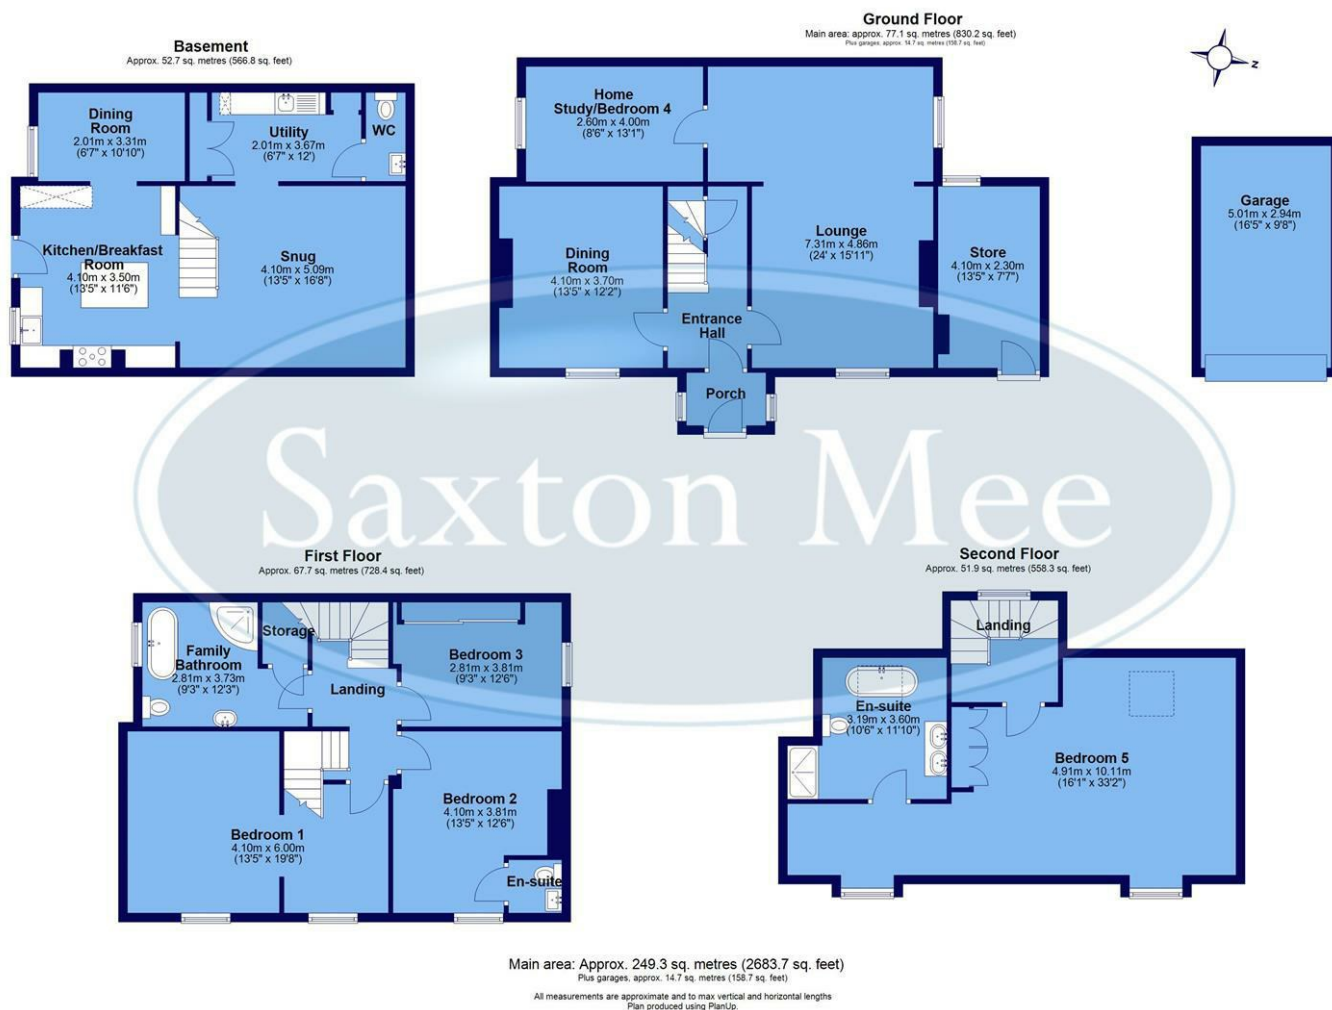 Ground Floor
Main area: approx. 77.1 sq. metres (830.2 sq. feet)
Plus garages, approx. 14.7 sq. metres (158.7 sq. feet)
Basement
Approx. 52.7 sq. metres (566.8 sq. feet)
N
Dining
Room
2.01m x 3.31m
(6'7" x 10'10")
Utility
2.01m x 3.67m
(6'7" x 12')
WC
Kitchen/Breakfast
Room
4.10m x 3.50m
(13'5" x 11'6")
Snug
4.10m x 5.09m
(13'5" x 16'8")
Home
Study/Bedroom 4
2.60m x 4.00m
(8'6" x 13'1")
Dining
Room
4.10m x 3.70m
(13'5" x 12'2")
Lounge
7.31m x 4.86m
(24' x 15'11")
Store
4.10m x 2.30m
(13'5" x 7'7")
Entrance
Hall
Porch
Garage
5.01m x 2.94m
(16'5" x 9'8")
Saxton Mee
First Floor
Approx. 67.7 sq. metres (728.4 sq. feet)
Family
Bathroom
2.81m x 3.73m
(9'3" x 12'3")
Storage
Landing
Bedroom 3
2.81m x 3.81m
(9'3" x 12'6")
Bedroom 1
4.10m x 6.00m
(13'5" x 19'8")
Bedroom 2
4.10m x 3.81m
(13'5" x 12'6")
En-suite
Second Floor
Approx. 51.9 sq. metres (558.3 sq. feet)
Landing
En-suite
3.19m x 3.60m
(10'6" x 11'10")
Bedroom 5
4.91m x 10.11m
(16'1" x 33'2")
Main area: Approx. 249.3 sq. metres (2683.7 sq. feet)
Plus garages, approx. 14.7 sq. metres (158.7 sq. feet)
All measurements are approximate and to max vertical and horizontal lengths
Plan produced using PlanUp.